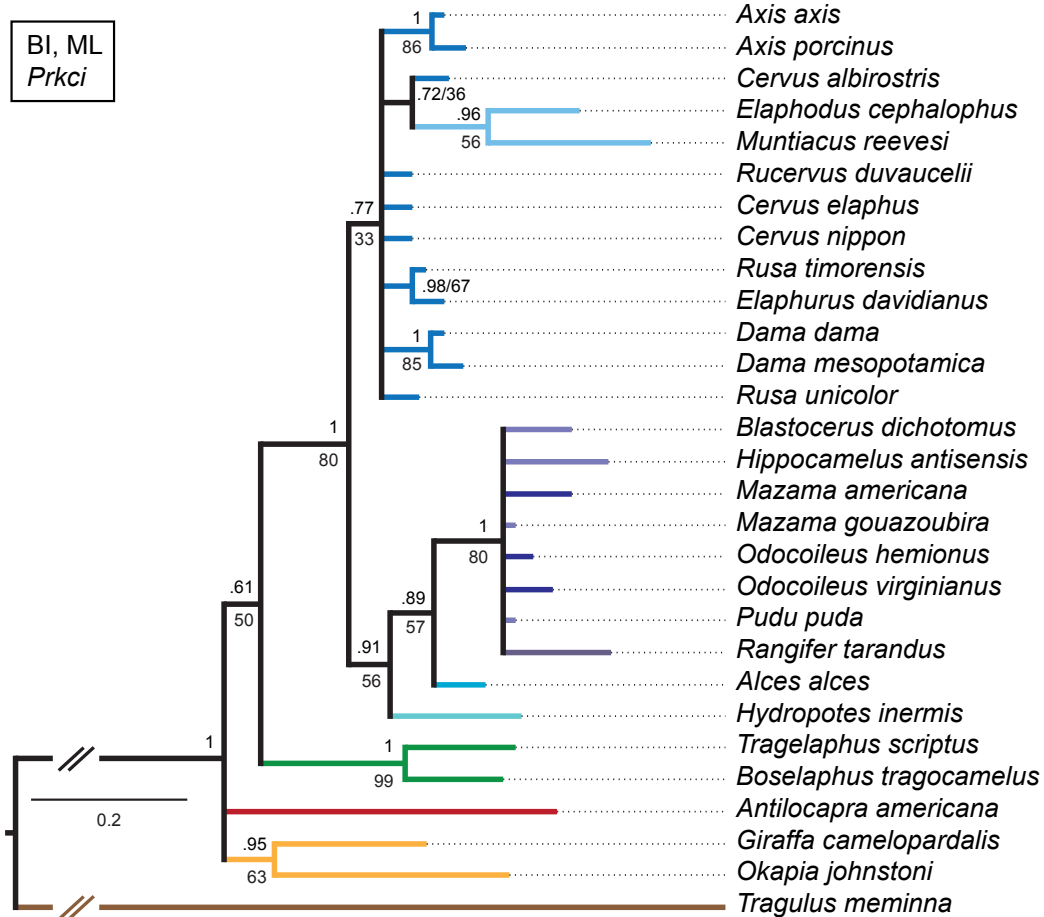 BI, ML
Prkci
1
86
Axis axis
Axis porcinus
.72/36
Cervus albirostris
.96
56
Elaphodus cephalophus
Muntiacus reevesi
.77
33
Rucervus duvaucelii
Cervus elaphus
Cervus nippon
.98/67
Rusa timorensis
Elaphurus davidianus
1
85
Dama dama
Dama mesopotamica
Rusa unicolor
1
80
Blastocerus dichotomus
Hippocamelus antisensis
Mazama americana
Mazama gouazoubira
1
80
Odocoileus hemionus
Odocoileus virginianus
.61
50
.89
57
Pudu puda
Rangifer tarandus
.91
56
Alces alces
Hydropotes inermis
1
1
99
Tragelaphus scriptus
Boselaphus tragocamelus
0.2
Antilocapra americana
.95
63
Giraffa camelopardalis
Okapia johnstoni
Tragulus meminna